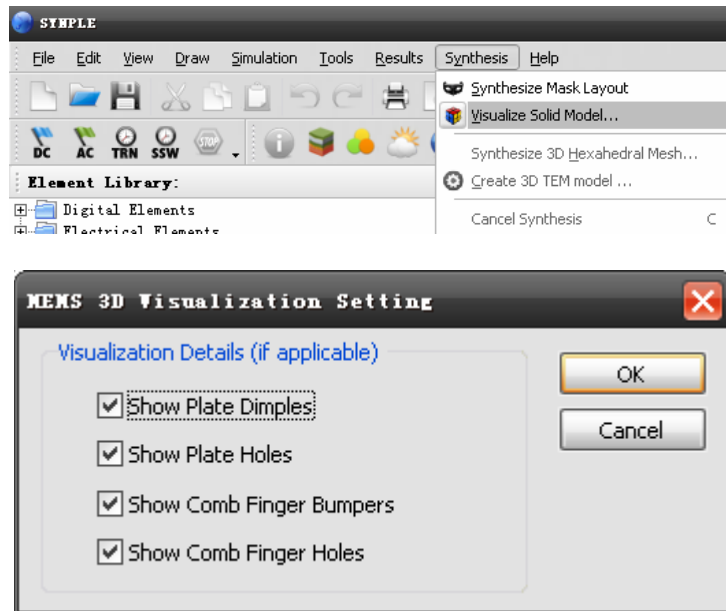 SYNPLE
File Edit View Draw Simulation Tools Results Synthesis Help
Synthesize Mask Layout
Visualize Solid Model...
DC AC TRN SSW STOP
Synthesize 3D Hexahedral Mesh...
Element Library:
Create 3D TEM model ...
Digital Elements
Cancel Synthesis C
Electrical Elements
MEMS 3D Visualization Setting
Visualization Details (if applicable)
OK
Show Plate Dimples
Cancel
Show Plate Holes
Show Comb Finger Bumpers
Show Comb Finger Holes